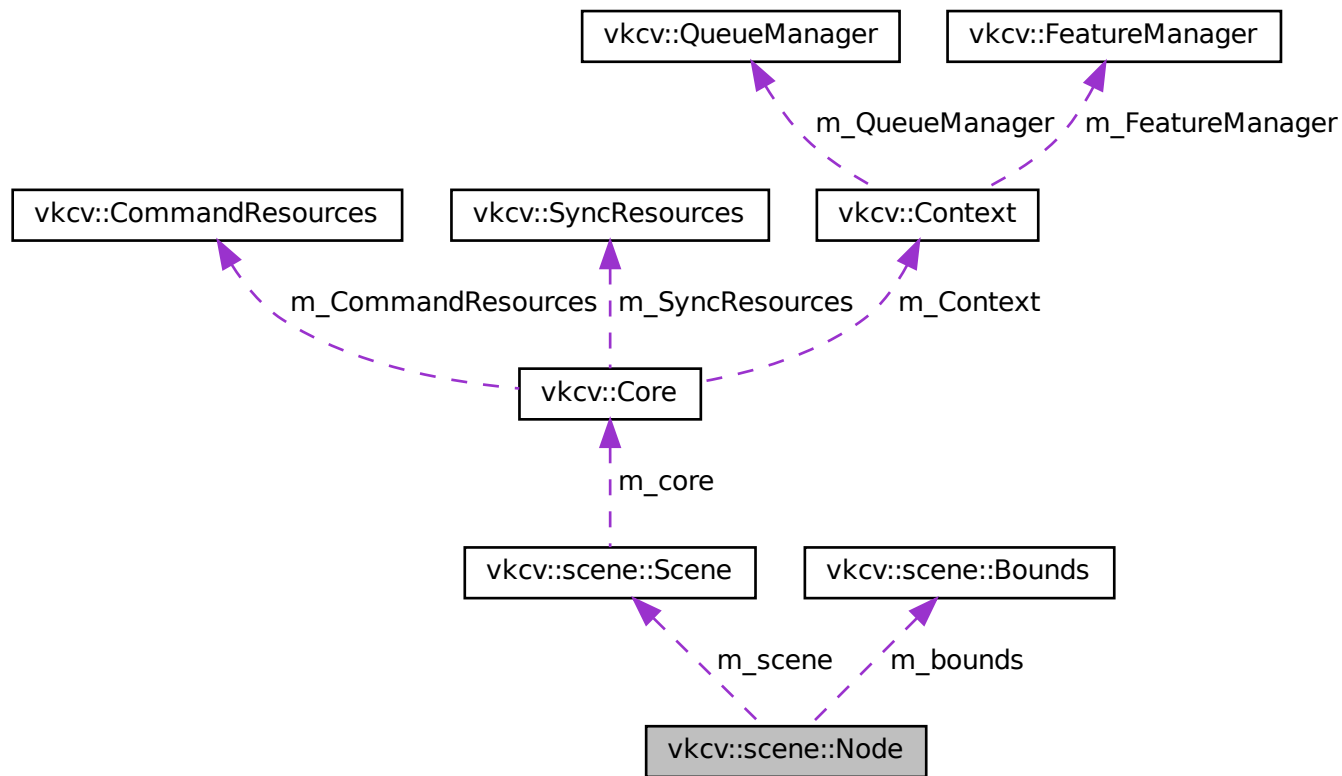 vkcv::QueueManager
vkcv::FeatureManager
m_QueueManager
m_FeatureManager
vkcv::CommandResources
vkcv::SyncResources
vkcv::Context
m_CommandResources
m_SyncResources
m_Context
vkcv::Core
m_core
vkcv::scene::Scene
vkcv::scene::Bounds
m_scene
m_bounds
vkcv::scene::Node